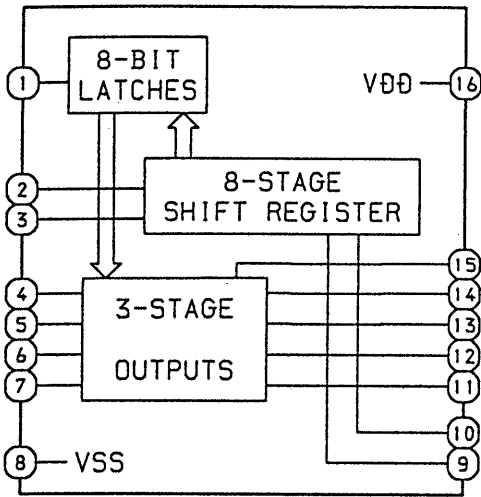 8-BIT
LATCHES
1
VDD
16
2
3
8-STAGE
SHIFT REGISTER
15
4
3-STAGE
14
5
13
6
OUTPUTS
12
7
11
10
8
VSS
9